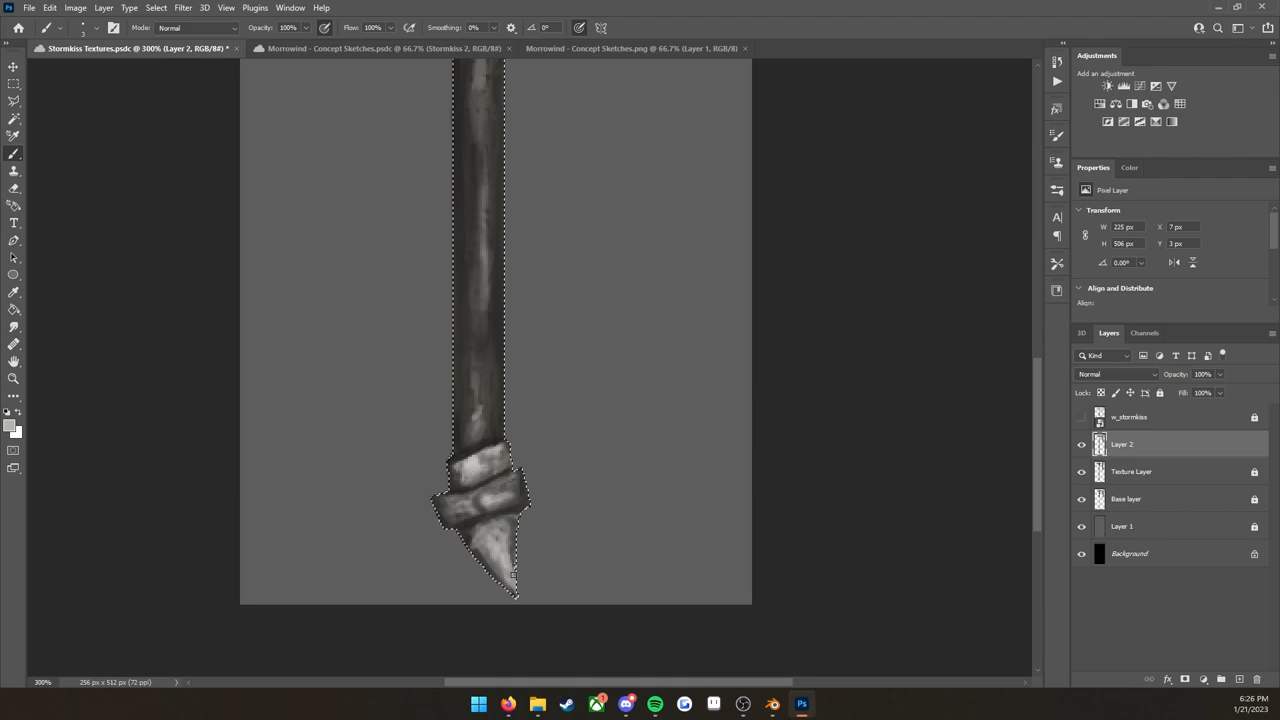 File Edit Image Layer Type Select Filter 3D View Plugins Window Help
3 Mode: Normal Opacity: 100% Flow: 100% Smoothing: 0% 0°
Stormkiss Textures.psdc @ 300% (Layer 2, RGB/8#) * Morrowind - Concept Sketches.psdc @ 66.7% (Stormkiss 2, RGB/8#) Morrowind - Concept Sketches.png @ 66.7% (Layer 1, RGB/8)
Adjustments
Add an adjustment
Properties Color
Pixel Layer
Transform
W 225 px X 7 px
H 506 px Y 3 px
0.00°
Align and Distribute
Align:
3D Layers Channels
Kind
Normal Opacity: 100%
Lock: Fill: 100%
w_stormkiss
Layer 2
Texture Layer
Base layer
Layer 1
Background
300% 256 px x 512 px (72 ppi)
6:26 PM
1/21/2023